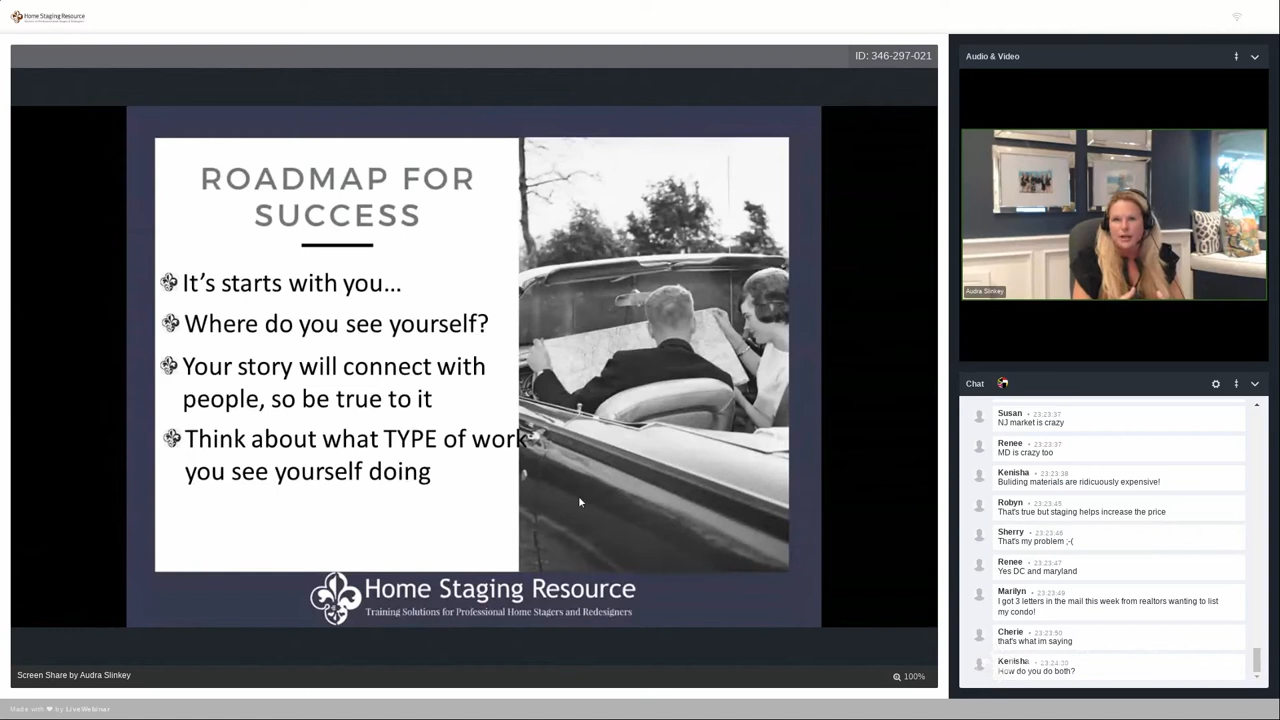 Home Staging Resource
ID: 346-297-021
ROADMAP FOR
SUCCESS
It's starts with you...
Where do you see yourself?
Your story will connect with
people, so be true to it
Think about what TYPE of work
you see yourself doing
Home Staging Resource
Training Solutions for Professional Home Stagers and Redesigners
Screen Share by Audra Slinkey
100%
Made with ❤ by LiveWebinar
Audio & Video
Audra Slinkey
Chat
Susan • 23:23:37
NJ market is crazy
Renee • 23:23:37
MD is crazy too
Kenisha • 23:23:38
Buliding materials are ridicuously expensive!
Robyn • 23:23:45
That's true but staging helps increase the price
Sherry • 23:23:46
That's my problem ;-(
Renee • 23:23:47
Yes DC and maryland
Marilyn • 23:23:49
I got 3 letters in the mail this week from realtors wanting to list
my condo!
Cherie • 23:23:50
that's what im saying
Kenisha • 23:24:20
How do you do both?